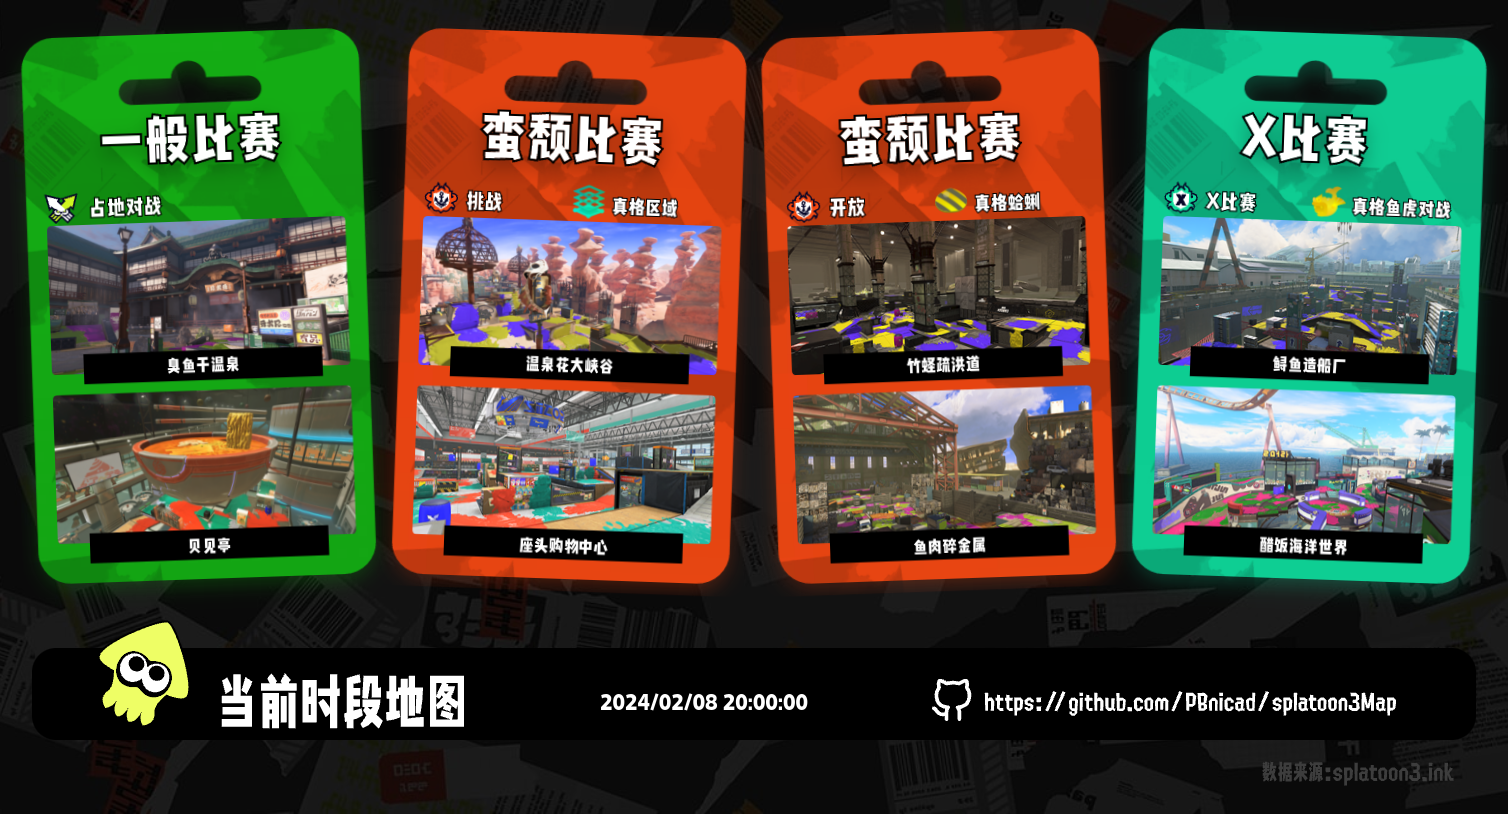 一般比赛
占地对战
臭鱼干温泉
贝见亭
蛮颓比赛
挑战
真格区域
温泉花大峡谷
座头购物中心
蛮颓比赛
开放
真格蛤蜊
竹蛏疏洪道
鱼肉碎金属
X比赛
X比赛
真格鱼虎对战
鲟鱼造船厂
醋饭海洋世界
当前时段地图
2024/02/08 20:00:00
https://github.com/PBnicad/splatoon3Map
数据来源:splatoon3.ink